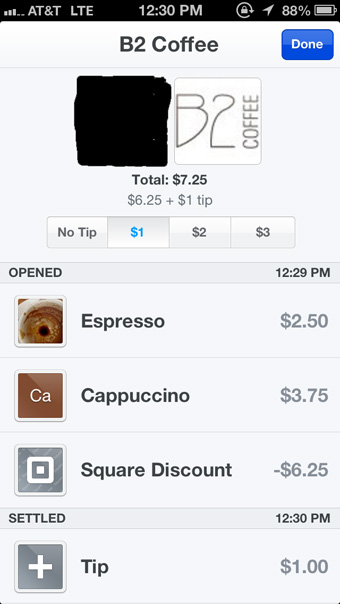 AT&T LTE 12:30 PM 88%
B2 Coffee
Done
B2 COFFEE
Total: $7.25
$6.25 + $1 tip
No Tip $1 $2 $3
OPENED 12:29 PM
Espresso $2.50
Ca Cappuccino $3.75
Square Discount -$6.25
SETTLED 12:30 PM
Tip $1.00